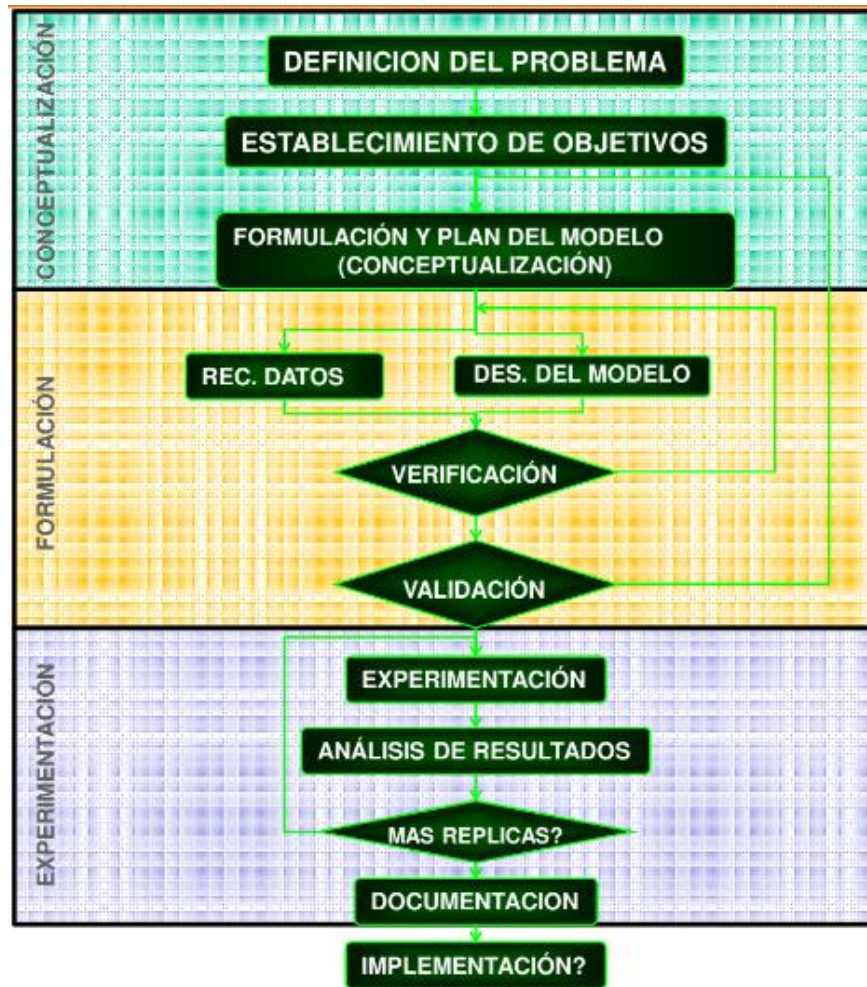 CONCEPTUALIZACIÓN
DEFINICION DEL PROBLEMA
ESTABLECIMIENTO DE OBJETIVOS
FORMULACIÓN Y PLAN DEL MODELO
(CONCEPTUALIZACIÓN)
FORMULACIÓN
REC. DATOS
DES. DEL MODELO
VERIFICACIÓN
VALIDACIÓN
EXPERIMENTACIÓN
EXPERIMENTACIÓN
ANÁLISIS DE RESULTADOS
MAS REPLICAS?
DOCUMENTACION
IMPLEMENTACIÓN?